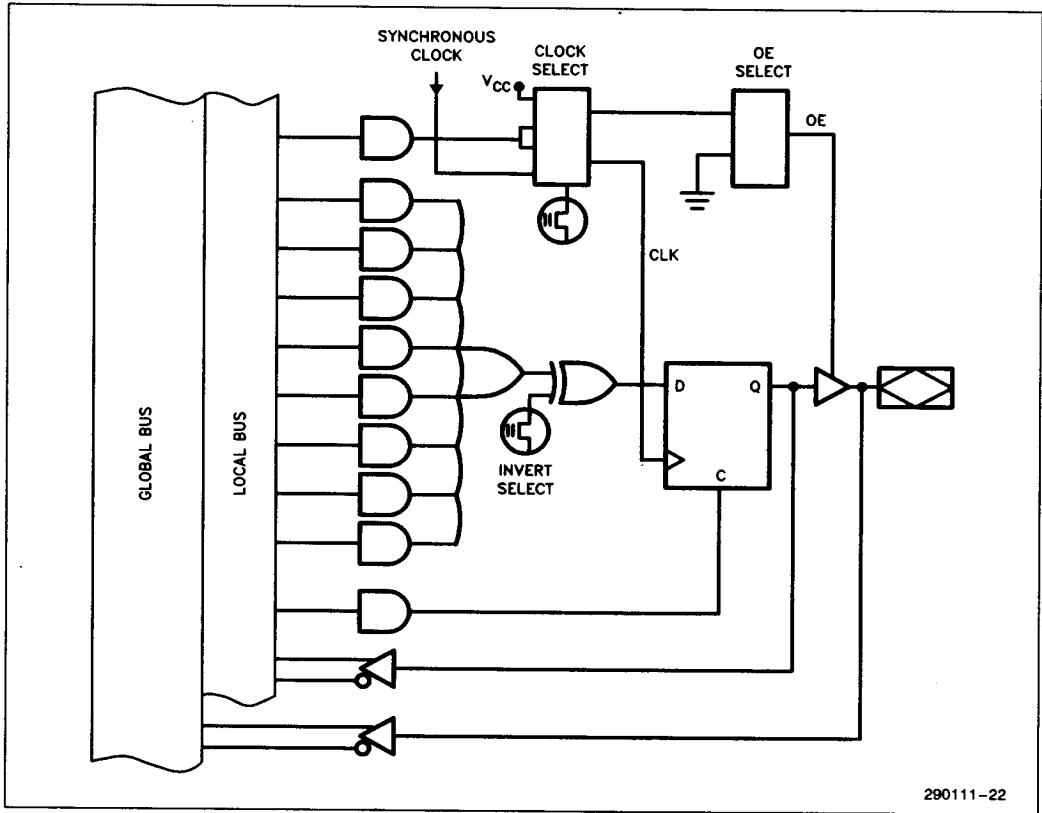 SYNCHRONOUS
CLOCK
CLOCK
SELECT
OE
SELECT
VCC
OE
CLK
GLOBAL BUS
LOCAL BUS
D
Q
C
INVERT
SELECT
290111-22